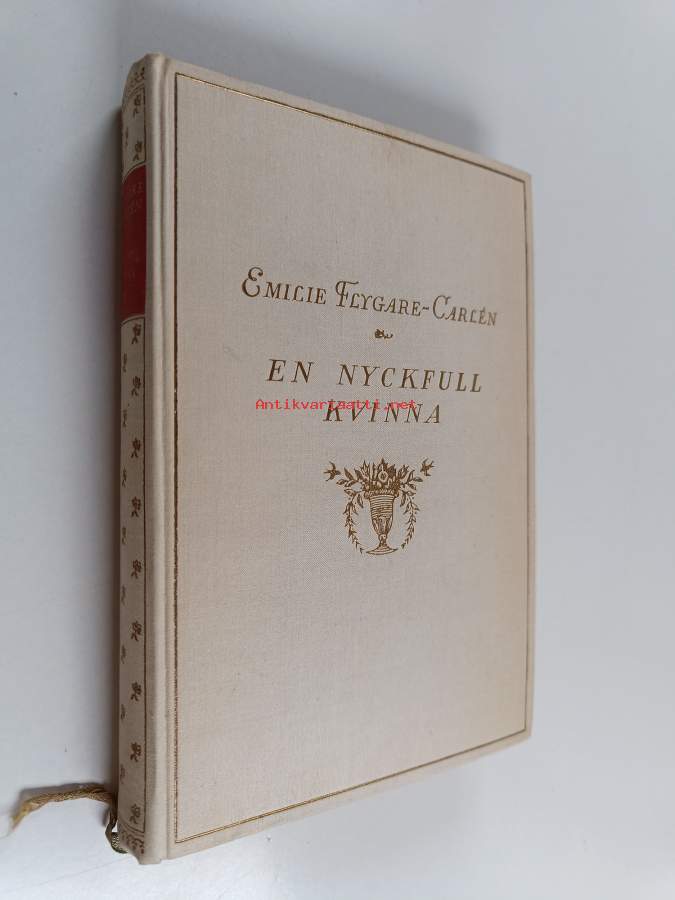 EMILIE FLYGARE-CARLÉN
EN NYCKFULL
Antikvariaatti.net
KVINNA